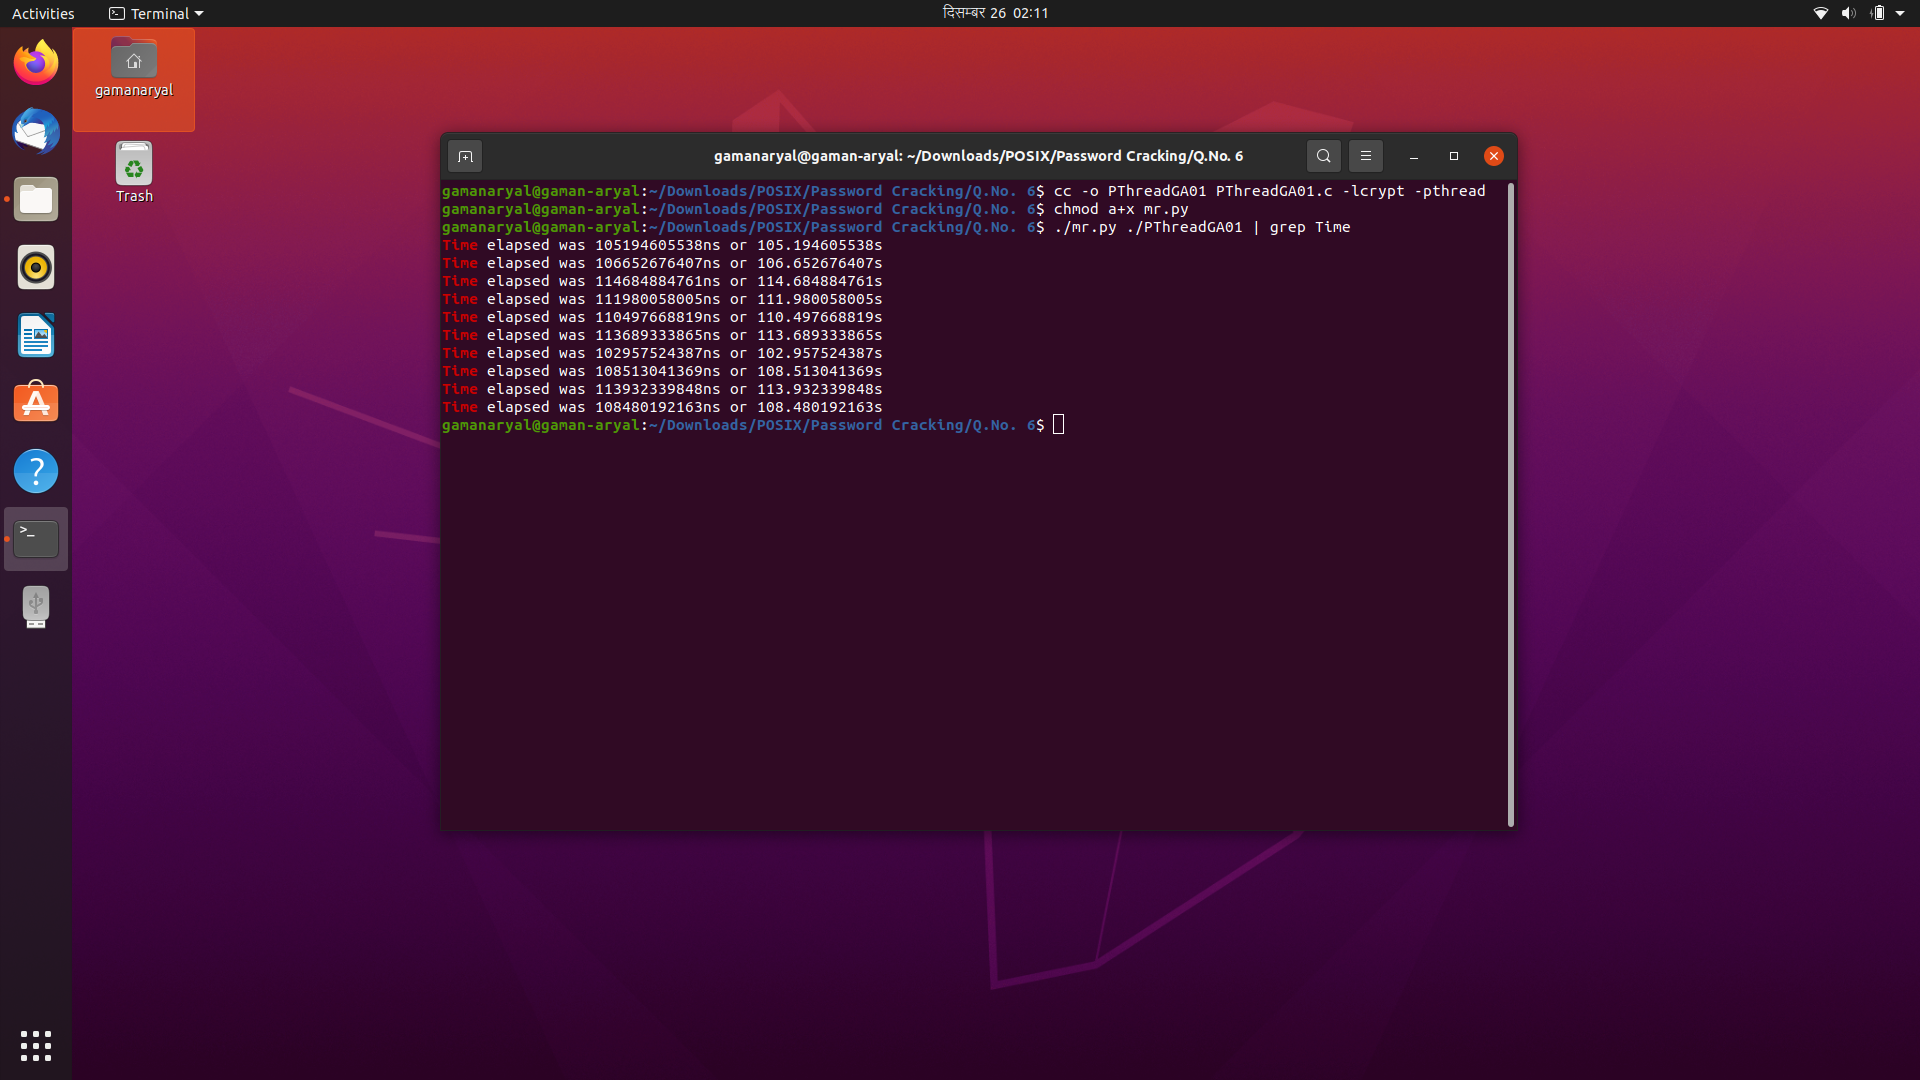 Activities
Terminal
दिसम्बर 26 02:11
gamanaryal
Trash
gamanaryal@gaman-aryal: ~/Downloads/POSIX/Password Cracking/Q.No. 6
gamanaryal@gaman-aryal:~/Downloads/POSIX/Password Cracking/Q.No. 6$ cc -o PThreadGA01 PThreadGA01.c -lcrypt -pthread
gamanaryal@gaman-aryal:~/Downloads/POSIX/Password Cracking/Q.No. 6$ chmod a+x mr.py
gamanaryal@gaman-aryal:~/Downloads/POSIX/Password Cracking/Q.No. 6$ ./mr.py ./PThreadGA01 | grep Time
Time elapsed was 105194605538ns or 105.194605538s
Time elapsed was 106652676407ns or 106.652676407s
Time elapsed was 114684884761ns or 114.684884761s
Time elapsed was 111980058005ns or 111.980058005s
Time elapsed was 110497668819ns or 110.497668819s
Time elapsed was 113689333865ns or 113.689333865s
Time elapsed was 102957524387ns or 102.957524387s
Time elapsed was 108513041369ns or 108.513041369s
Time elapsed was 113932339848ns or 113.932339848s
Time elapsed was 108480192163ns or 108.480192163s
gamanaryal@gaman-aryal:~/Downloads/POSIX/Password Cracking/Q.No. 6$